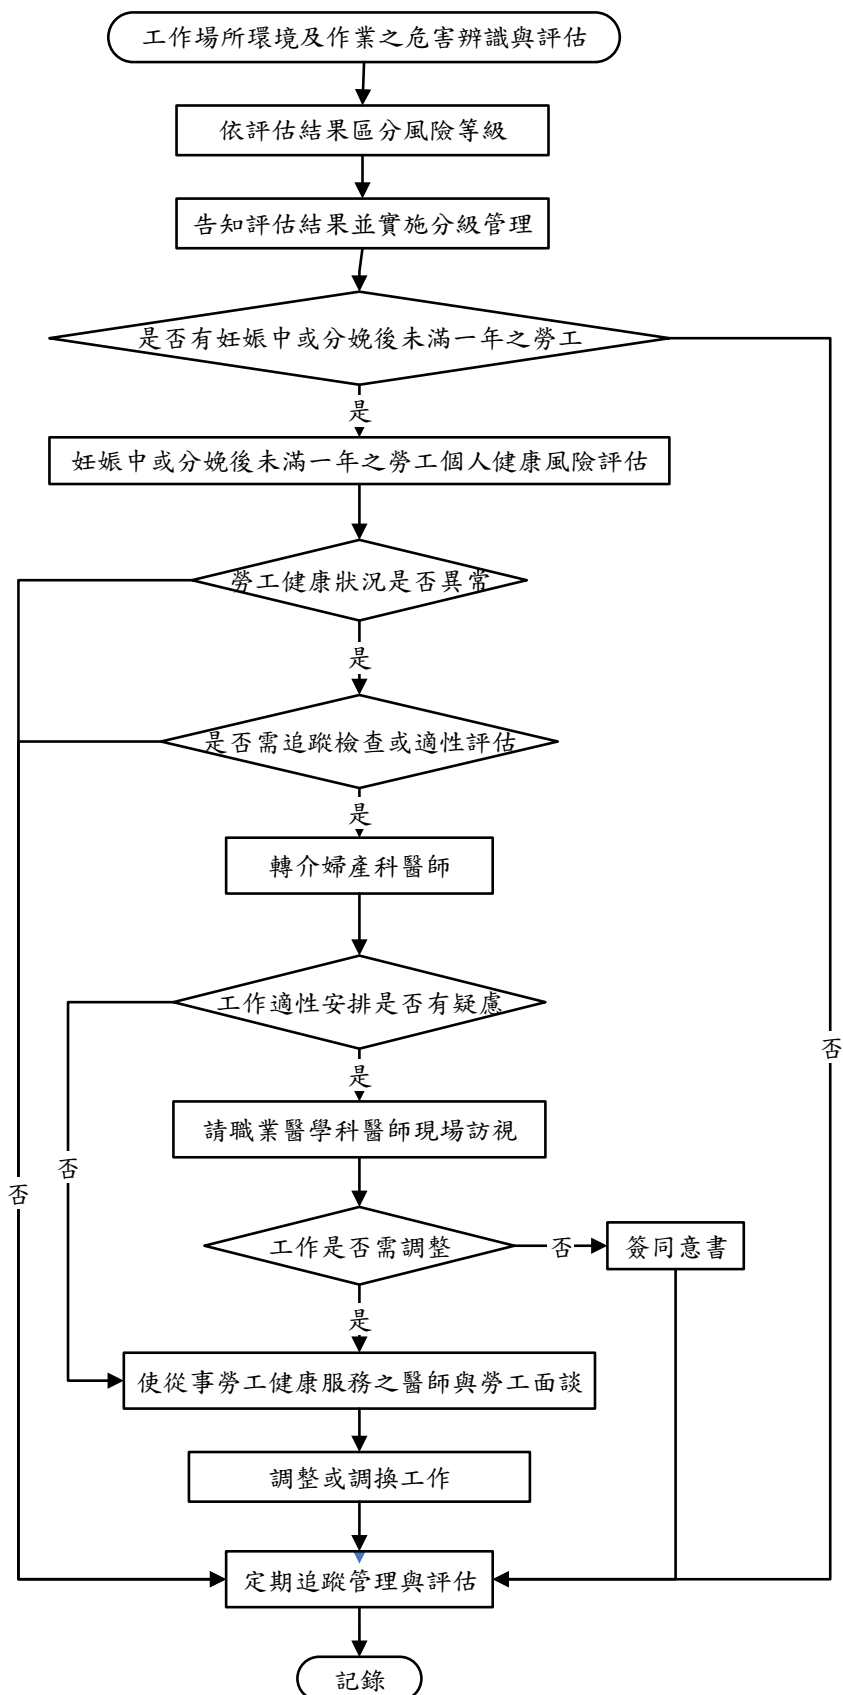 工作場所環境及作業之危害辨識與評估
依評估結果區分風險等級
告知評估結果並實施分級管理
是否有妊娠中或分娩後未滿一年之勞工
是
妊娠中或分娩後未滿一年之勞工個人健康風險評估
勞工健康狀況是否異常
是
是否需追蹤檢查或適性評估
是
轉介婦產科醫師
工作適性安排是否有疑慮
否
是
請職業醫學科醫師現場訪視
否
否
工作是否需調整
否
簽同意書
是
使從事勞工健康服務之醫師與勞工面談
調整或調換工作
定期追蹤管理與評估
記錄